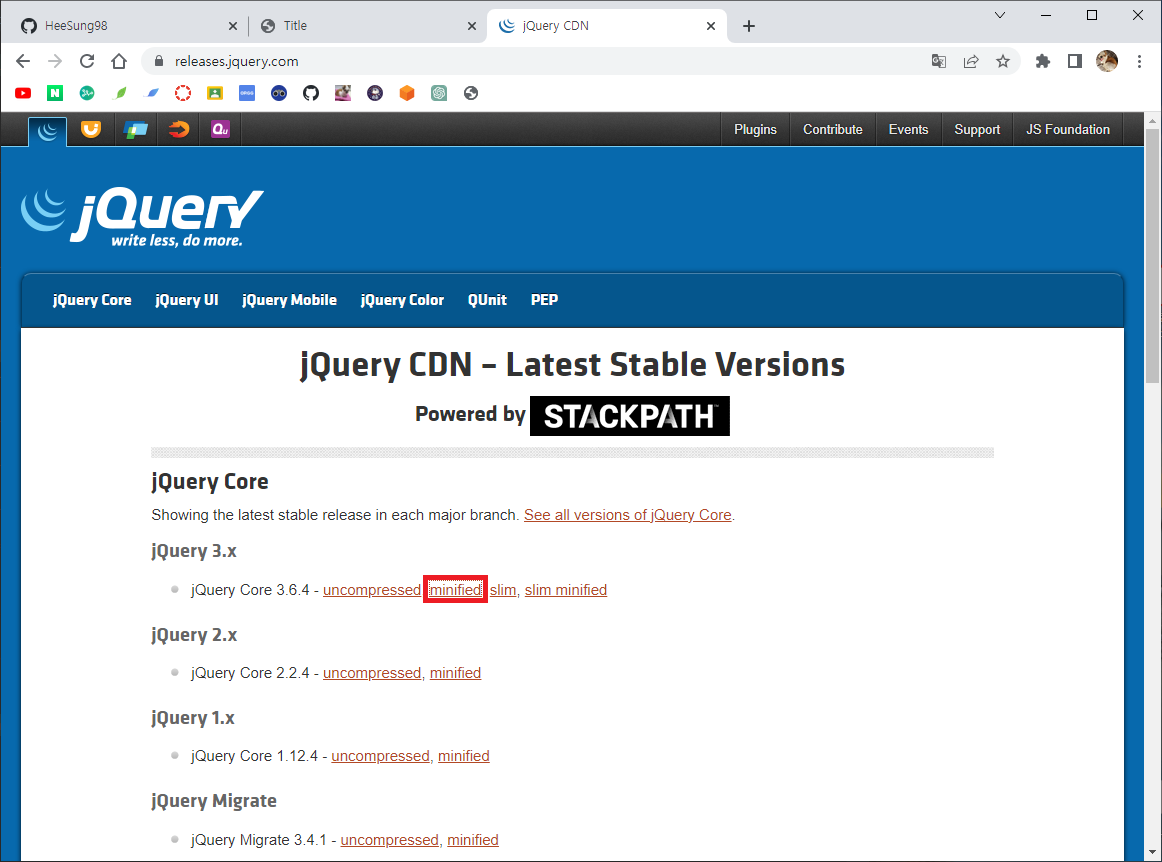 HeeSung98
Title
jQuery CDN
releases.jquery.com
Plugins
Contribute
Events
Support
JS Foundation
jQuery
write less, do more.
jQuery Core
jQuery UI
jQuery Mobile
jQuery Color
QUnit
PEP
jQuery CDN – Latest Stable Versions
Powered by STACKPATH
jQuery Core
Showing the latest stable release in each major branch. See all versions of jQuery Core.
jQuery 3.x
jQuery Core 3.6.4 - uncompressed minified slim, slim minified
jQuery 2.x
jQuery Core 2.2.4 - uncompressed, minified
jQuery 1.x
jQuery Core 1.12.4 - uncompressed, minified
jQuery Migrate
jQuery Migrate 3.4.1 - uncompressed, minified